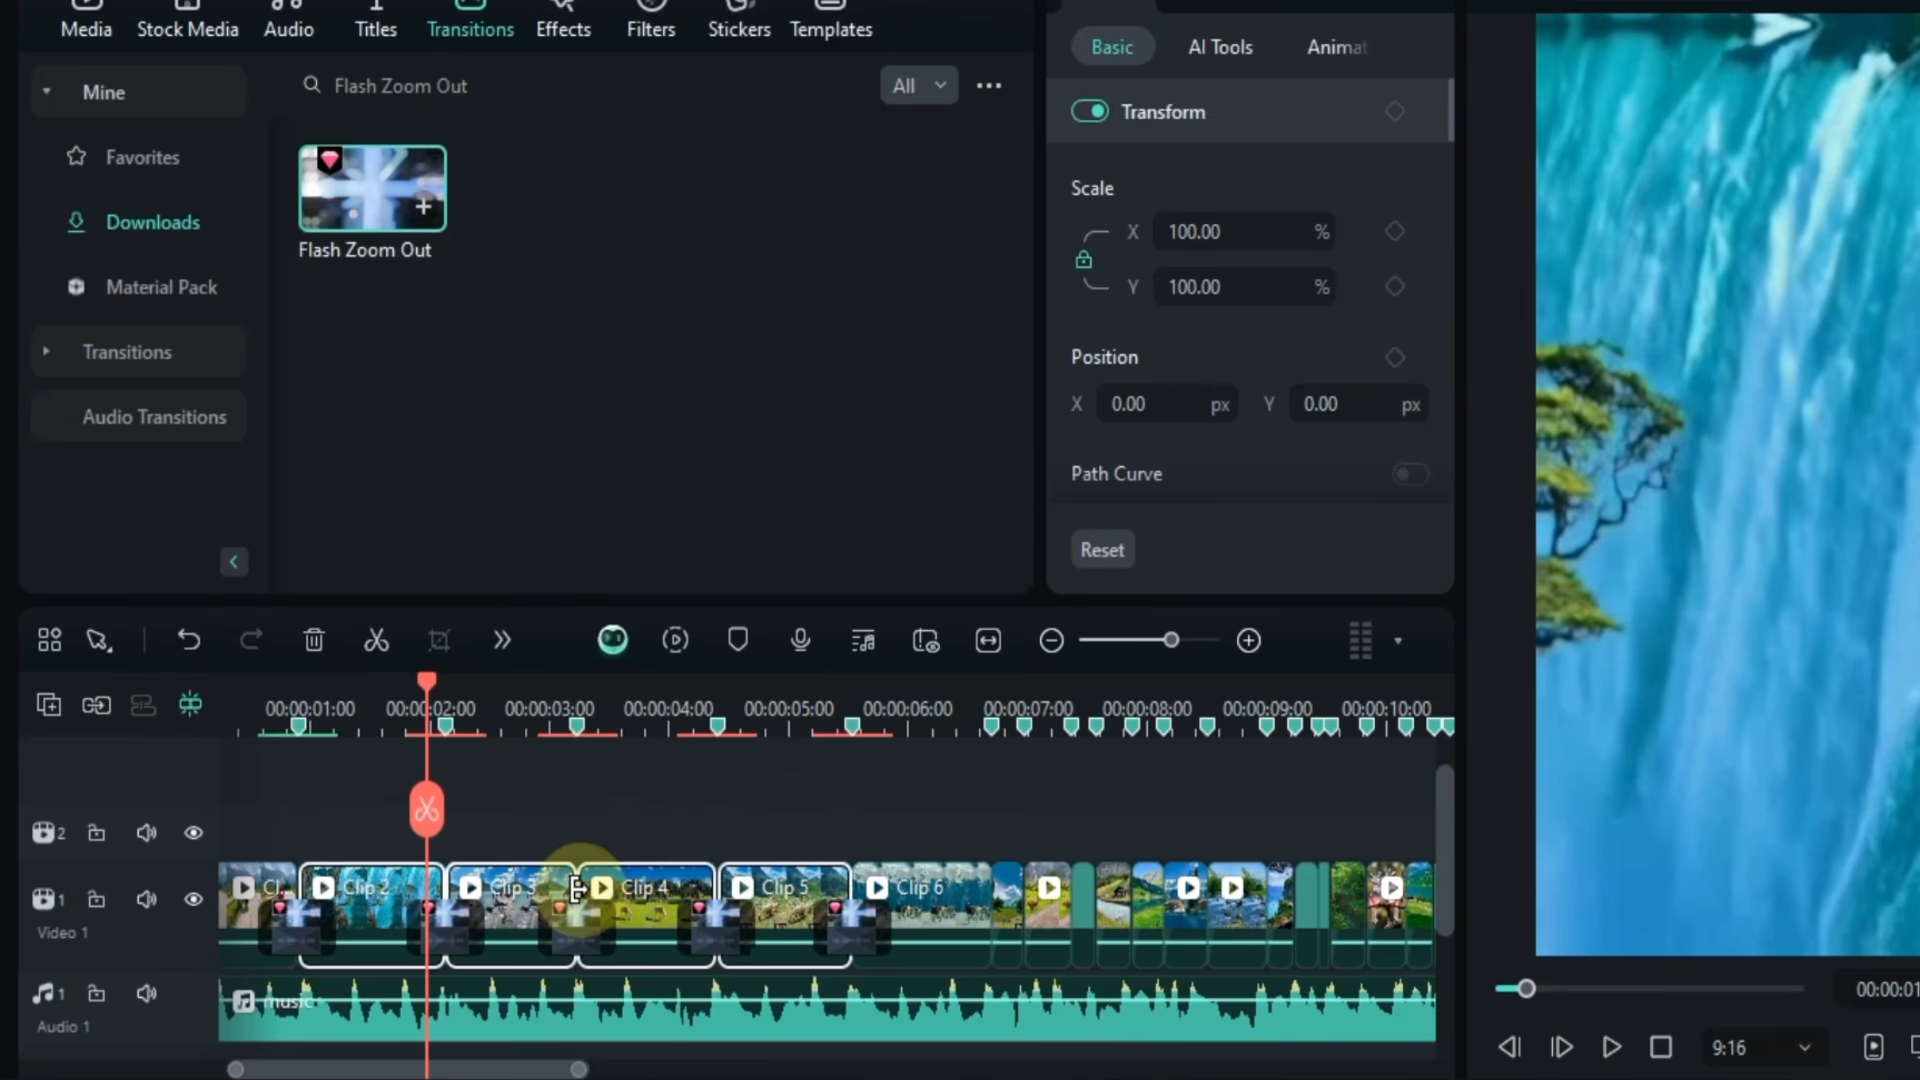 Media Stock Media Audio Titles Transitions Effects Filters Stickers Templates
Mine
Flash Zoom Out
All
Favorites
Downloads
Material Pack
Transitions
Audio Transitions
Flash Zoom Out
Basic AI Tools Animat
Transform
Scale
X 100.00 %
Y 100.00 %
Position
X 0.00 px Y 0.00 px
Path Curve
Reset
00:00:01:00 00:00:02:00 00:00:03:00 00:00:04:00 00:00:05:00 00:00:06:00 00:00:07:00 00:00:08:00 00:00:09:00 00:00:10:00
2
1
Video 1
Cl... Clip 2 Clip 3 Clip 4 Clip 5 Clip 6
1
Audio 1
music
00:00:01
9:16